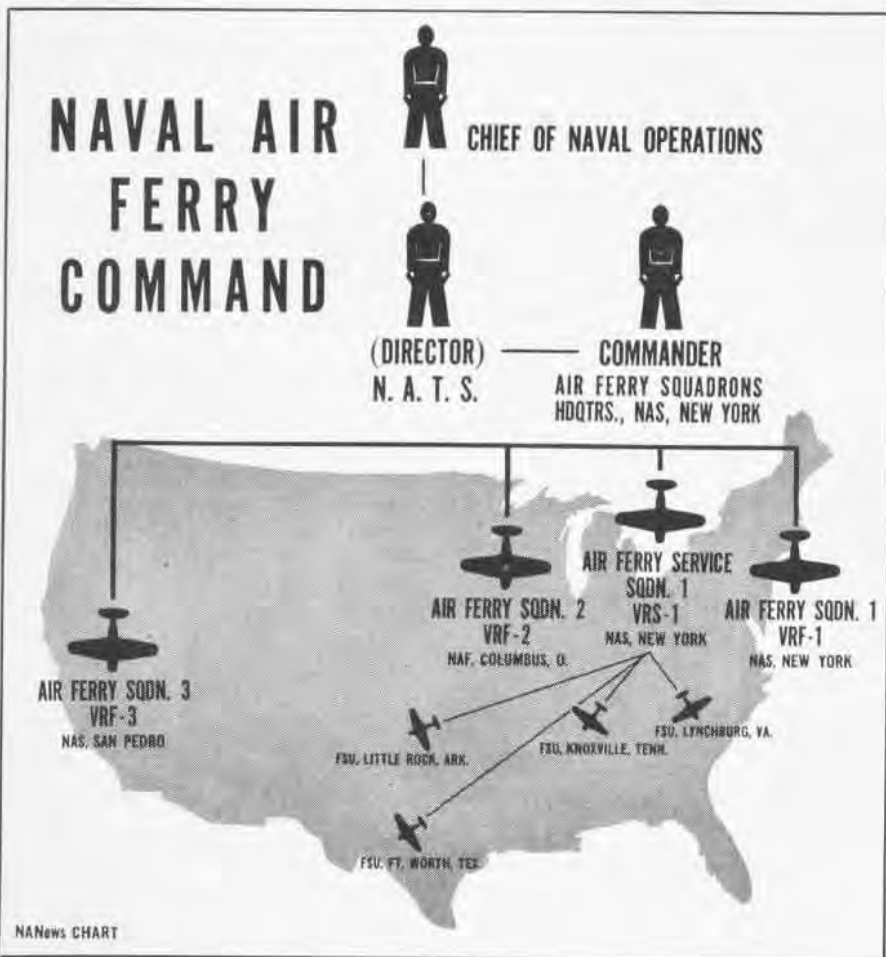 NAVAL AIR
FERRY
COMMAND
CHIEF OF NAVAL OPERATIONS
(DIRECTOR)
N. A. T. S.
COMMANDER
AIR FERRY SQUADRONS
HDQTRS., NAS, NEW YORK
AIR FERRY SERVICE
SQDN. 1
VRS-1
NAS, NEW YORK
AIR FERRY SQDN. 2
VRF-2
NAF, COLUMBUS, O.
AIR FERRY SQDN. 1
VRF-1
NAS, NEW YORK
AIR FERRY SQDN. 3
VRF-3
NAS, SAN PEDRO
FSU, LITTLE ROCK, ARK.
FSU, KNOXVILLE, TENN.
FSU, LYNCHBURG, VA.
FSU, FT. WORTH, TEX.
NANews CHART